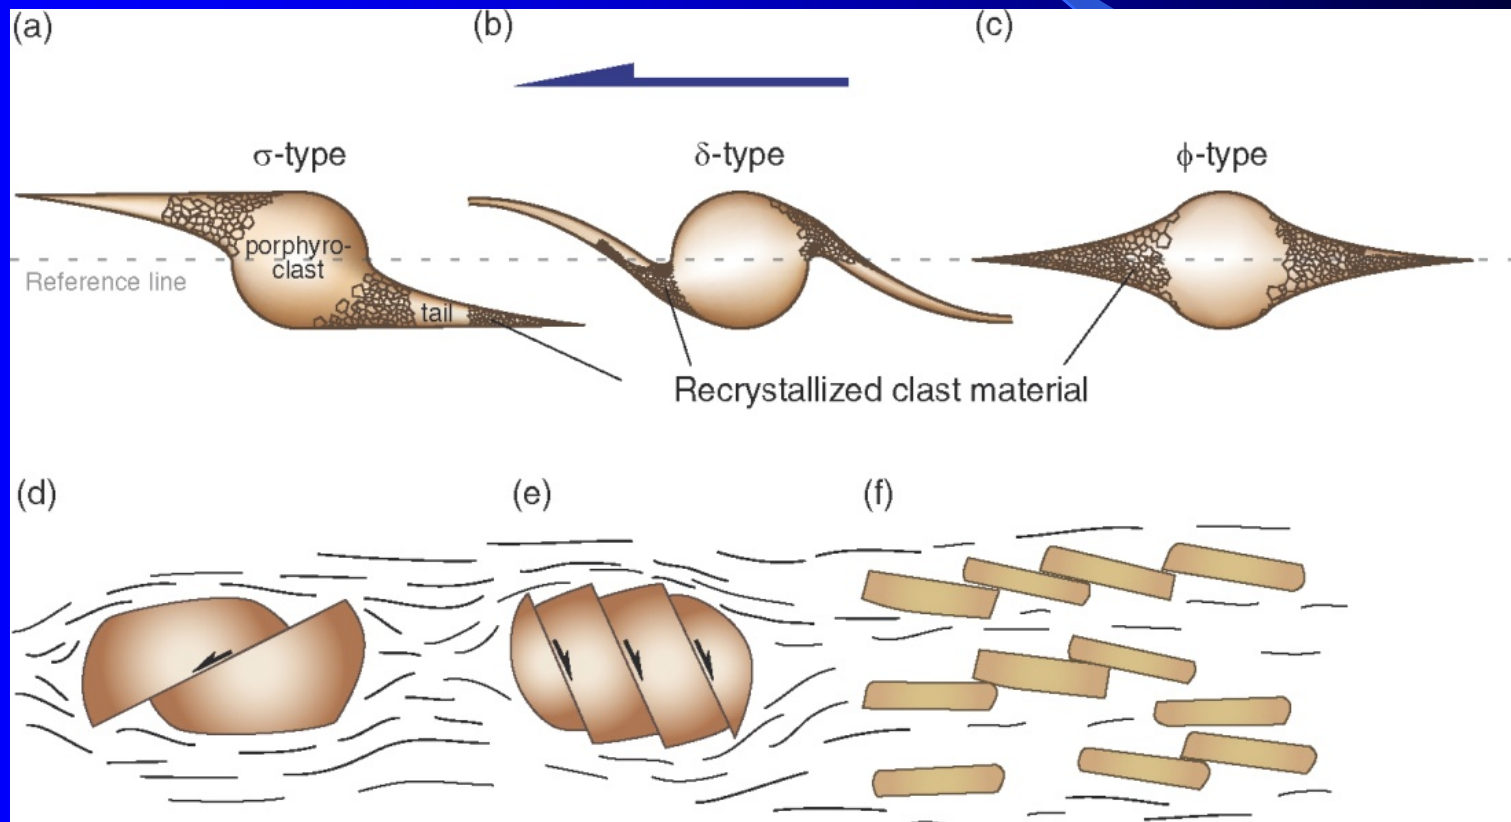 (a)
(b)
(c)
σ-type
δ-type
ϕ-type
porphyro-
clast
Reference line
tail
Recrystallized clast material
(d)
(e)
(f)